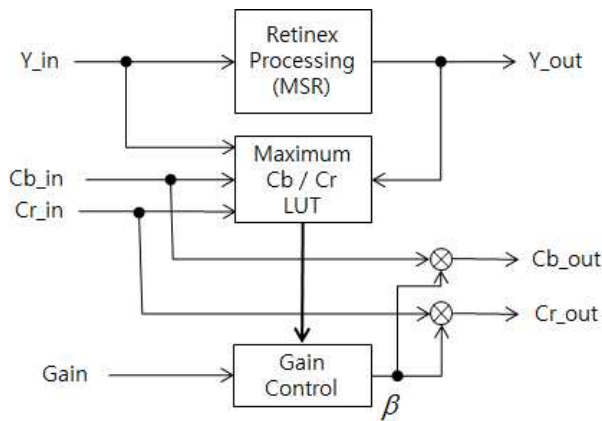 Y_in
Retinex
Processing
(MSR)
Y_out
Cb_in
Cr_in
Maximum
Cb / Cr
LUT
Cb_out
Cr_out
Gain
Gain
Control
β